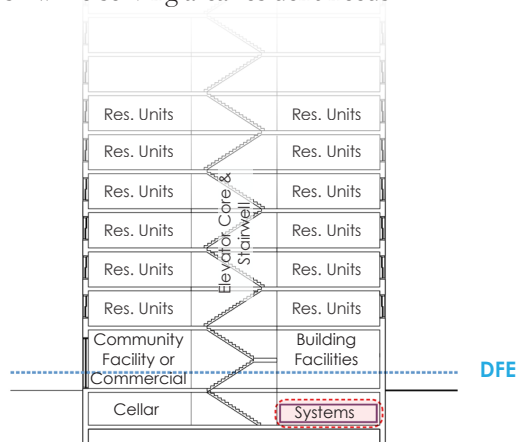 Res. Units Res. Units
Res. Units Res. Units
Res. Units Res. Units
Res. Units Res. Units
Res. Units Res. Units
Res. Units Res. Units
Elevator Core &
Stairwell
Community
Facility or
Commercial
Building
Facilities
DFE
Cellar
Systems